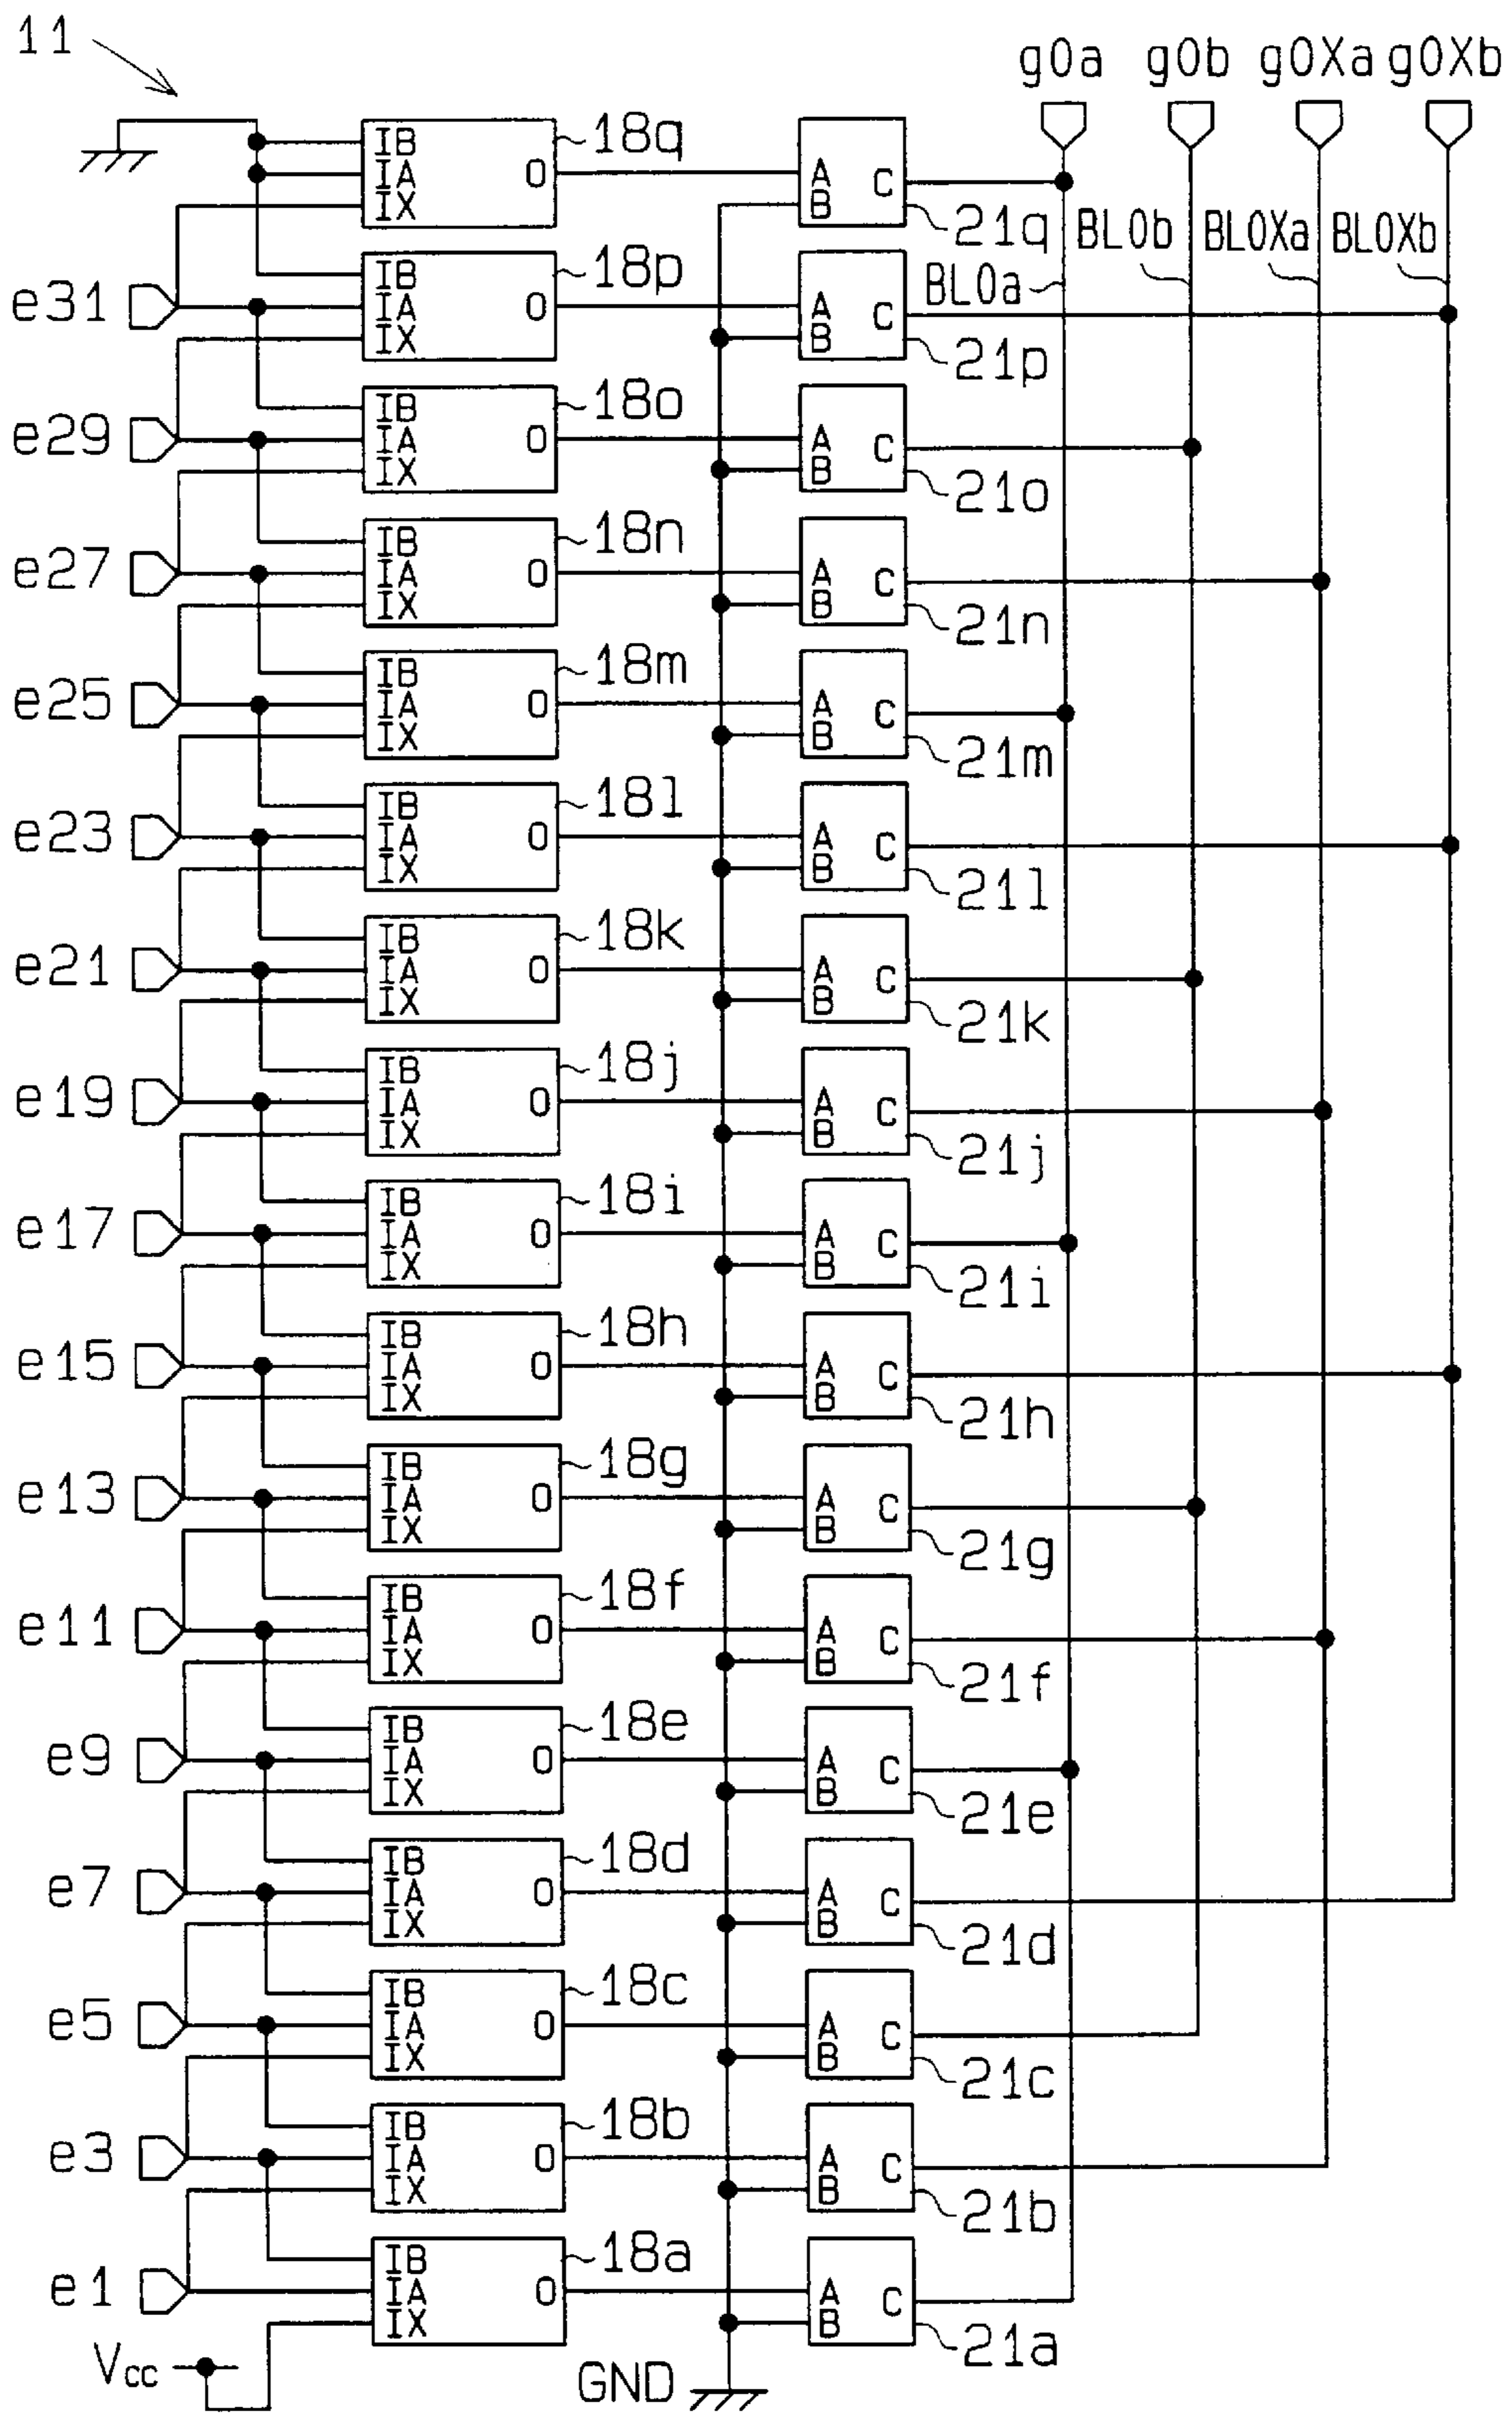 11
g0a g0b g0Xa g0Xb
IB
IA O
IX
18q
A C
B
21q
BL0a BL0b BL0Xa BL0Xb
e31
IB
IA O
IX
18p
A C
B
21p
e29
IB
IA O
IX
18o
A C
B
21o
e27
IB
IA O
IX
18n
A C
B
21n
e25
IB
IA O
IX
18m
A C
B
21m
e23
IB
IA O
IX
18l
A C
B
21l
e21
IB
IA O
IX
18k
A C
B
21k
e19
IB
IA O
IX
18j
A C
B
21j
e17
IB
IA O
IX
18i
A C
B
21i
e15
IB
IA O
IX
18h
A C
B
21h
e13
IB
IA O
IX
18g
A C
B
21g
e11
IB
IA O
IX
18f
A C
B
21f
e9
IB
IA O
IX
18e
A C
B
21e
e7
IB
IA O
IX
18d
A C
B
21d
e5
IB
IA O
IX
18c
A C
B
21c
e3
IB
IA O
IX
18b
A C
B
21b
e1
IB
IA O
IX
18a
A C
B
21a
Vcc
GND